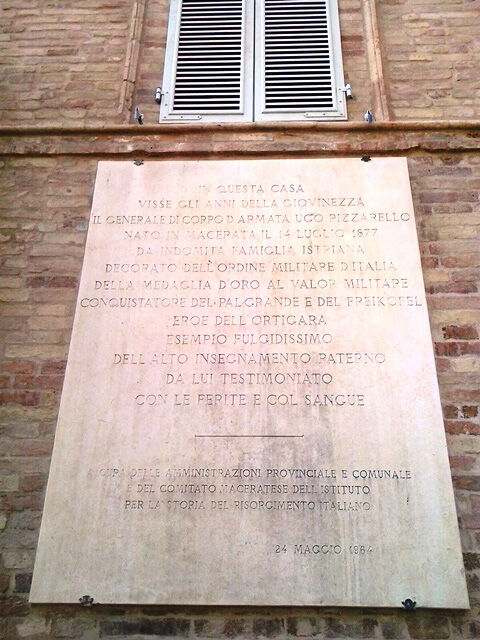 IN QUESTA CASA
VISSE GLI ANNI DELLA GIOVINEZZA
IL GENERALE DI CORPO D'ARMATA UGO PIZZARELLO
NATO IN MACERATA IL 14 LUGLIO 1877
DA INDOMITA FAMIGLIA ISTRIANA
DECORATO DELL'ORDINE MILITARE D'ITALIA
DELLA MEDAGLIA D'ORO AL VALOR MILITARE
CONQUISTATORE DEL PALGRANDE E DEL FREIKOFEL
EROE DELL'ORTIGARA
ESEMPIO FULGIDISSIMO
DELL'ALTO INSEGNAMENTO PATERNO
DA LUI TESTIMONIATO
CON LE FERITE E COL SANGUE
A CURA DELLE AMMINISTRAZIONI PROVINCIALE E COMUNALE
E DEL COMITATO MACERATESE DELL'ISTITUTO
PER LA STORIA DEL RISORGIMENTO ITALIANO
24 MAGGIO 1964